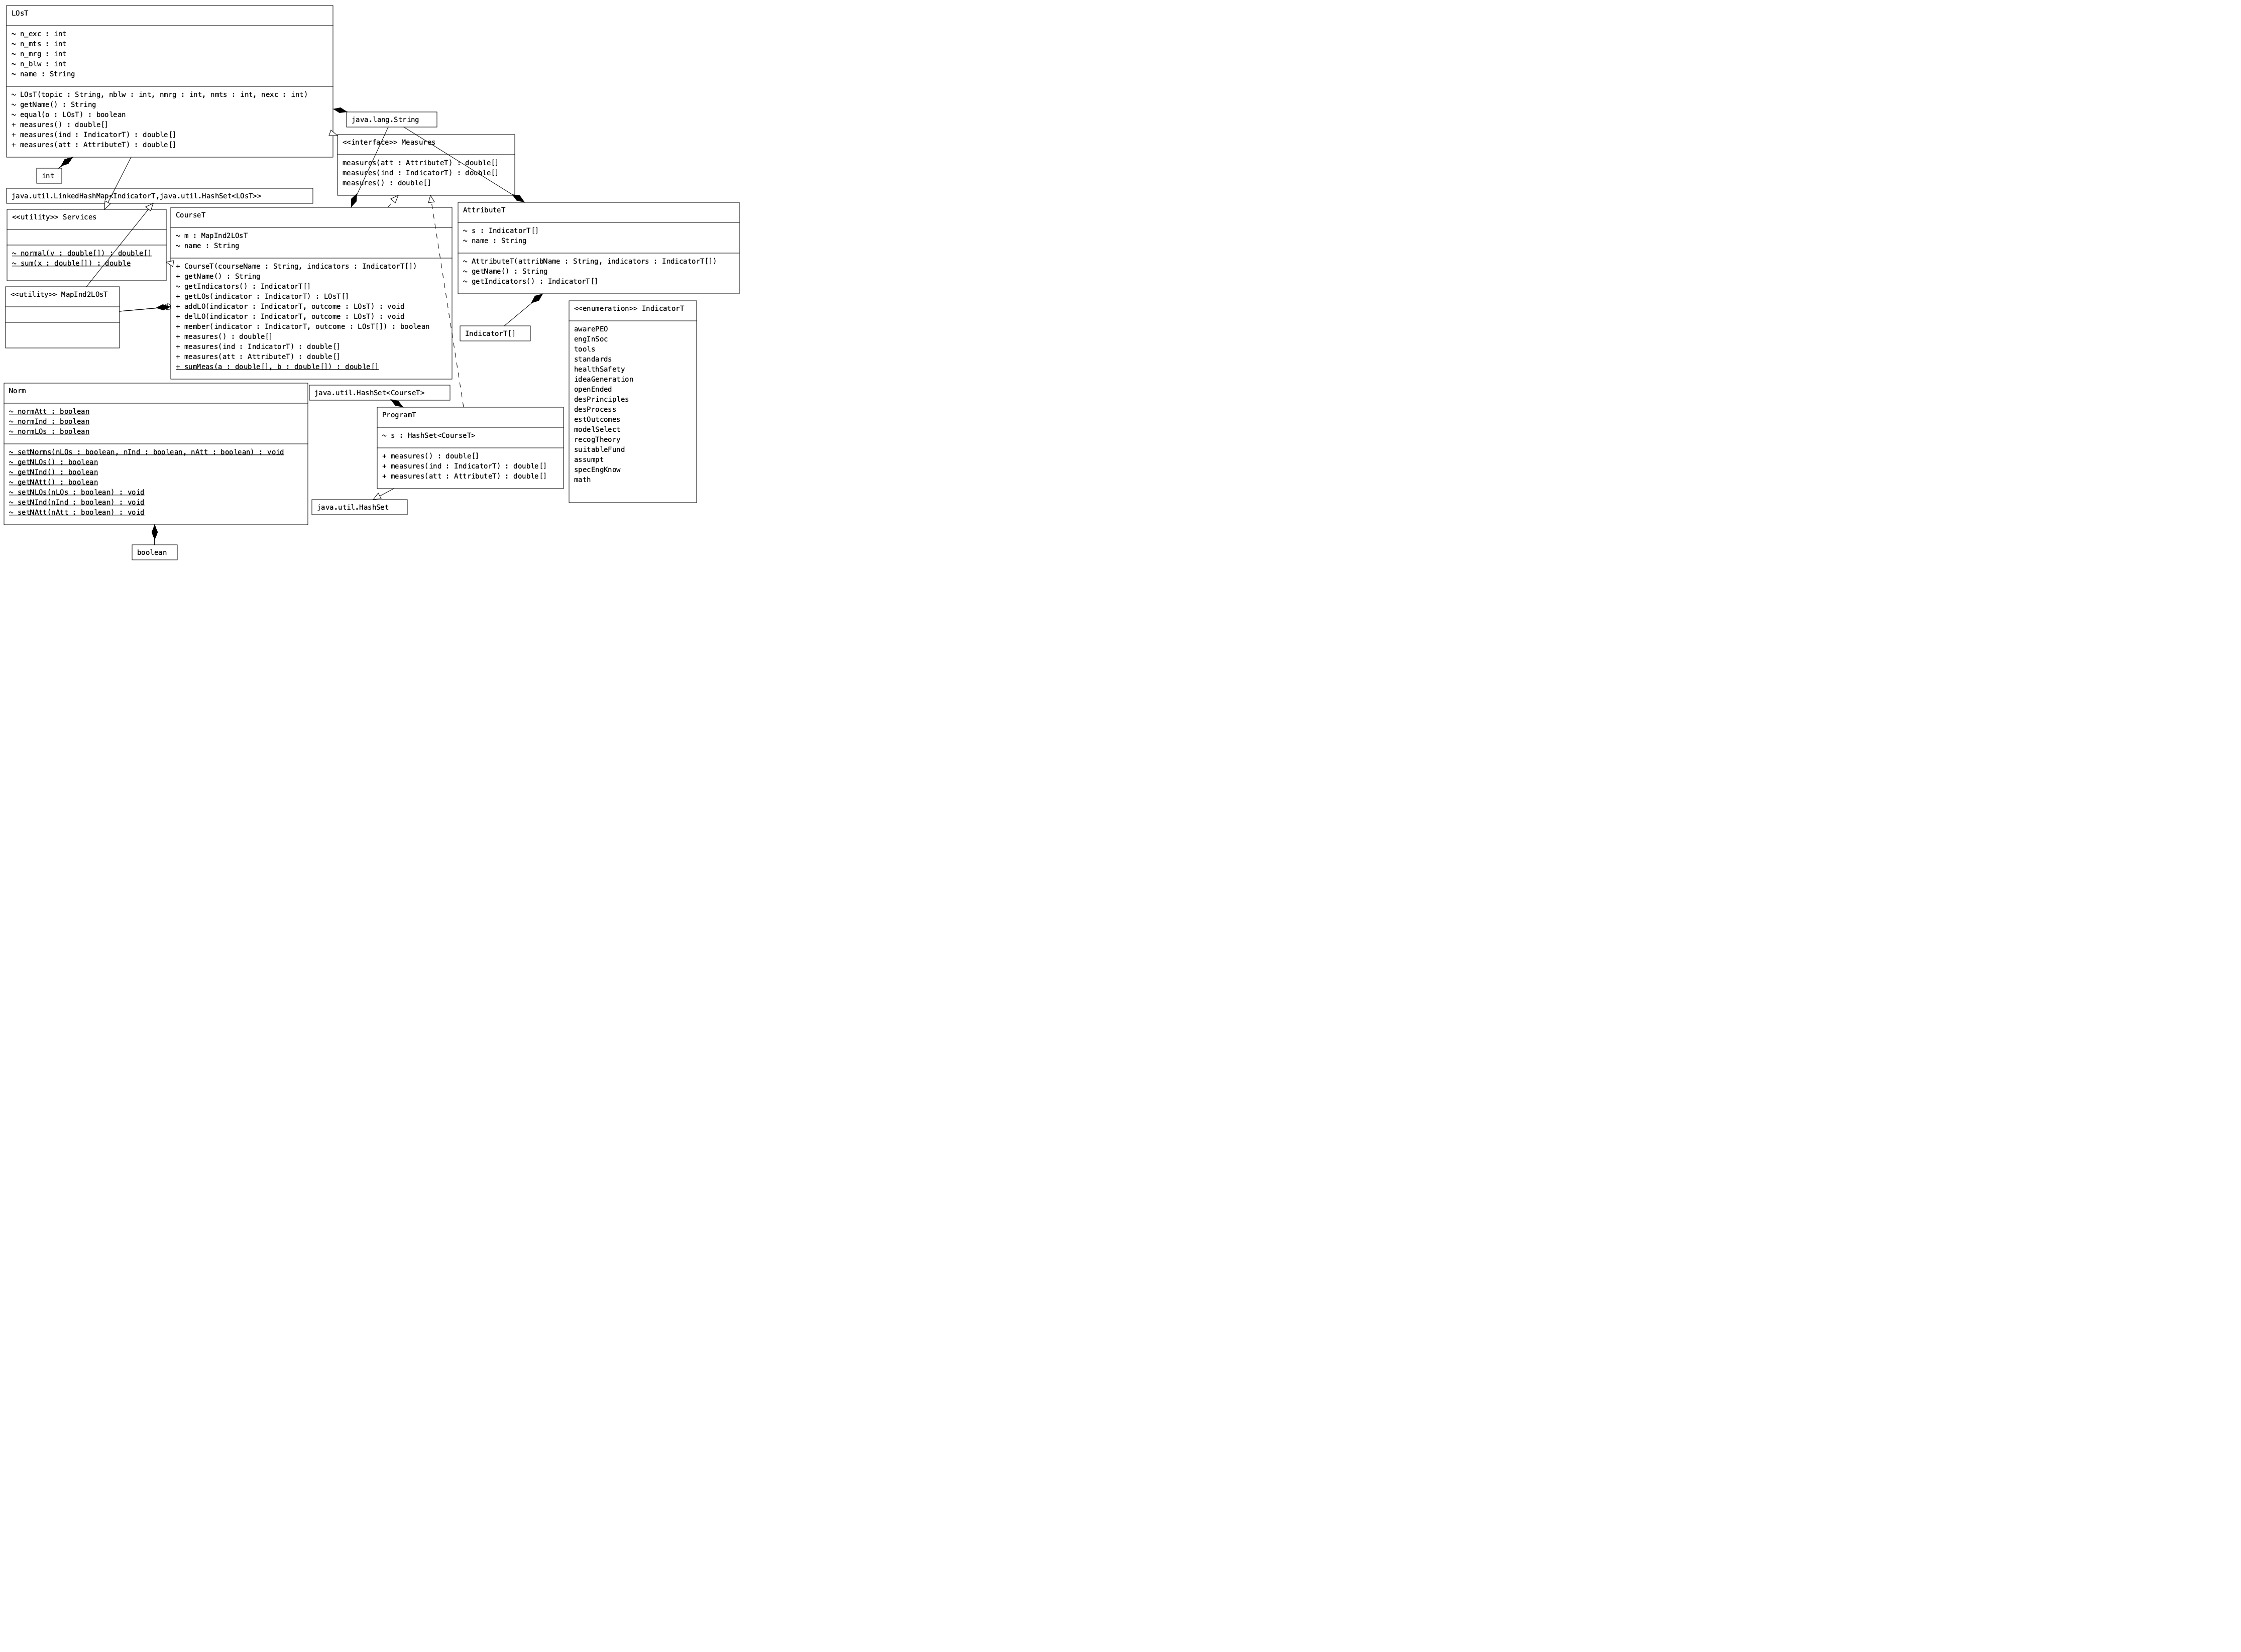 LOsT
~ n_exc : int
~ n_mts : int
~ n_mrg : int
~ n_blw : int
~ name : String
~ LOsT(topic : String, nblw : int, nmrg : int, nmts : int, nexc : int)
~ getName() : String
~ equal(o : LOsT) : boolean
+ measures() : double[]
+ measures(ind : IndicatorT) : double[]
+ measures(att : AttributeT) : double[]
java.lang.String
<<interface>> Measures
measures(att : AttributeT) : double[]
measures(ind : IndicatorT) : double[]
measures() : double[]
int
java.util.LinkedHashMap<IndicatorT,java.util.HashSet<LOsT>>
<<utility>> Services
~ normal(v : double[]) : double[]
~ sum(x : double[]) : double
<<utility>> MapInd2LOsT
CourseT
~ m : MapInd2LOsT
~ name : String
+ CourseT(courseName : String, indicators : IndicatorT[])
+ getName() : String
~ getIndicators() : IndicatorT[]
+ getLOs(indicator : IndicatorT) : LOsT[]
+ addLO(indicator : IndicatorT, outcome : LOsT) : void
+ delLO(indicator : IndicatorT, outcome : LOsT) : void
+ member(indicator : IndicatorT, outcome : LOsT[]) : boolean
+ measures() : double[]
+ measures(ind : IndicatorT) : double[]
+ measures(att : AttributeT) : double[]
+ sumMeas(a : double[], b : double[]) : double[]
AttributeT
~ s : IndicatorT[]
~ name : String
~ AttributeT(attribName : String, indicators : IndicatorT[])
~ getName() : String
~ getIndicators() : IndicatorT[]
IndicatorT[]
<<enumeration>> IndicatorT
awarePEO
engInSoc
tools
standards
healthSafety
ideaGeneration
openEnded
desPrinciples
desProcess
estOutcomes
modelSelect
recogTheory
suitableFund
assumpt
specEngKnow
math
Norm
~ normAtt : boolean
~ normInd : boolean
~ normLOs : boolean
~ setNorms(nLOs : boolean, nInd : boolean, nAtt : boolean) : void
~ getNLOs() : boolean
~ getNInd() : boolean
~ getNAtt() : boolean
~ setNLOs(nLOs : boolean) : void
~ setNInd(nInd : boolean) : void
~ setNAtt(nAtt : boolean) : void
java.util.HashSet<CourseT>
ProgramT
~ s : HashSet<CourseT>
+ measures() : double[]
+ measures(ind : IndicatorT) : double[]
+ measures(att : AttributeT) : double[]
java.util.HashSet
boolean